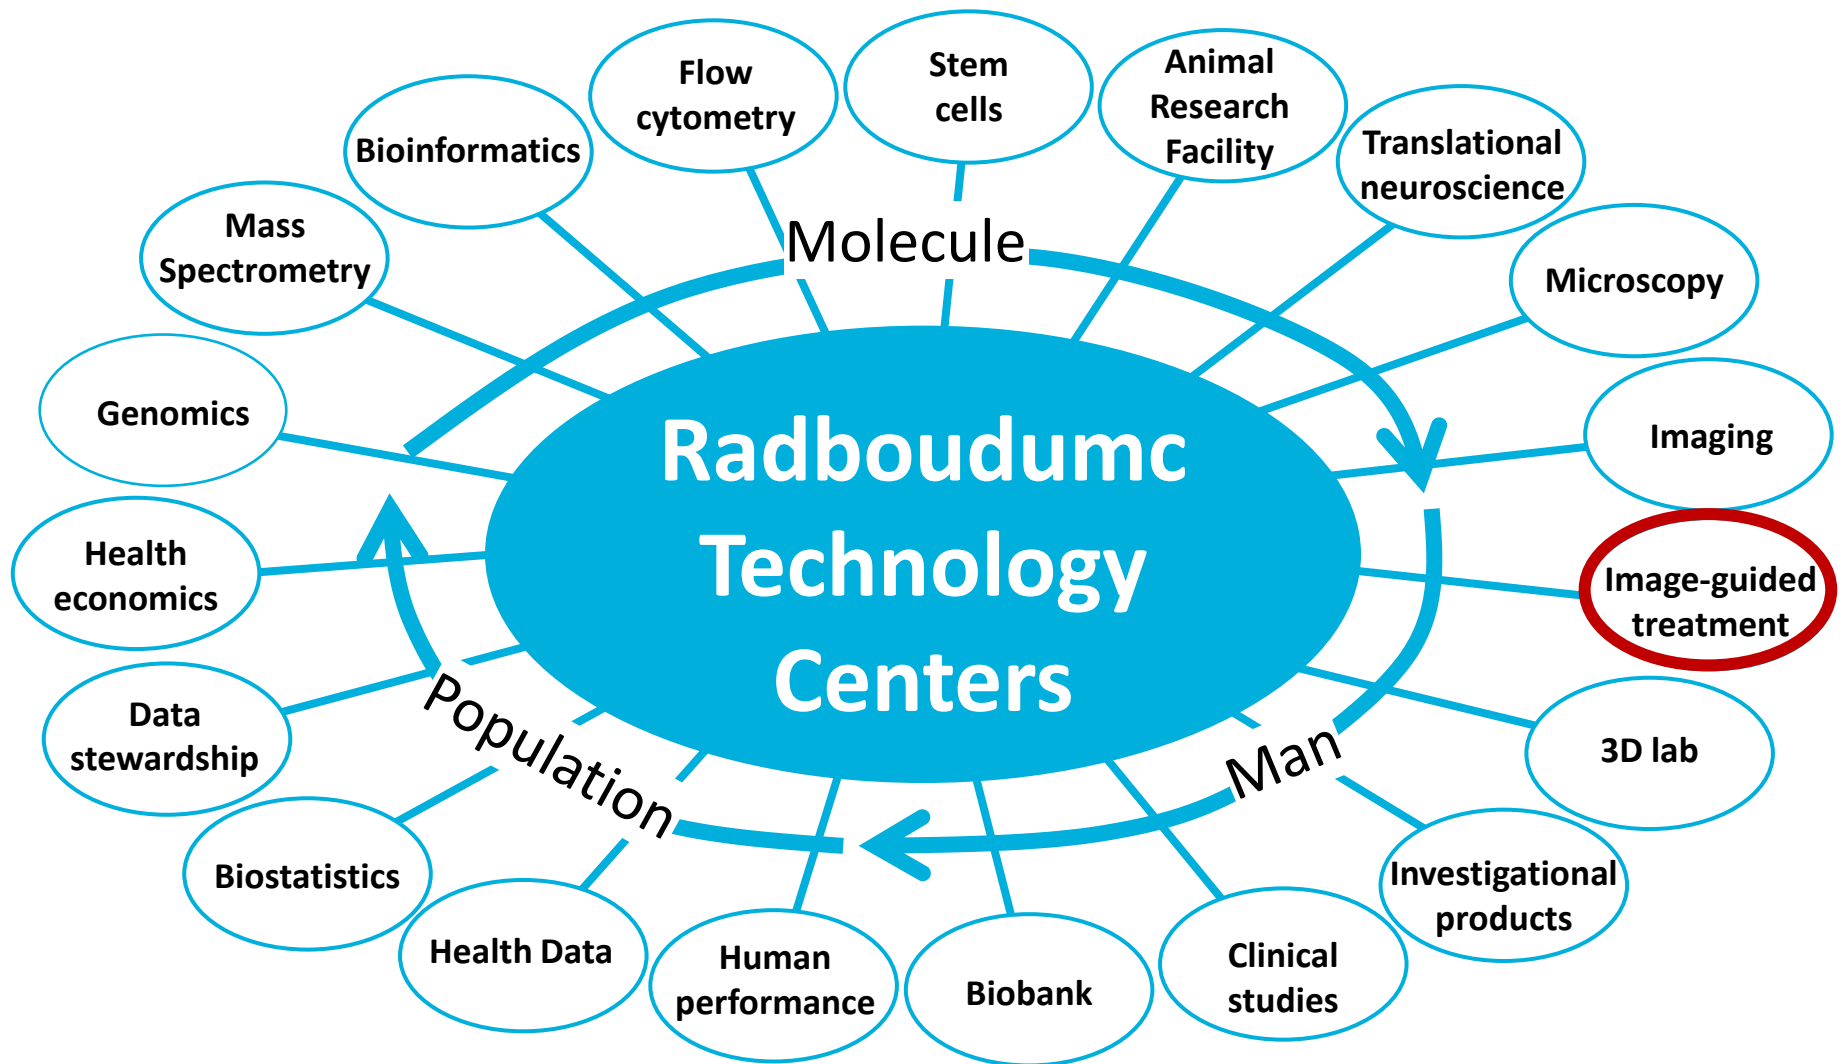 Flow
cytometry
Stem
cells
Animal
Research
Facility
Bioinformatics
Translational
neuroscience
Mass
Spectrometry
Molecule
Microscopy
Genomics
Imaging
Radboudumc
Technology
Centers
Health
economics
Image-guided
treatment
Data
stewardship
Population
Man
3D lab
Biostatistics
Investigational
products
Health Data
Human
performance
Biobank
Clinical
studies